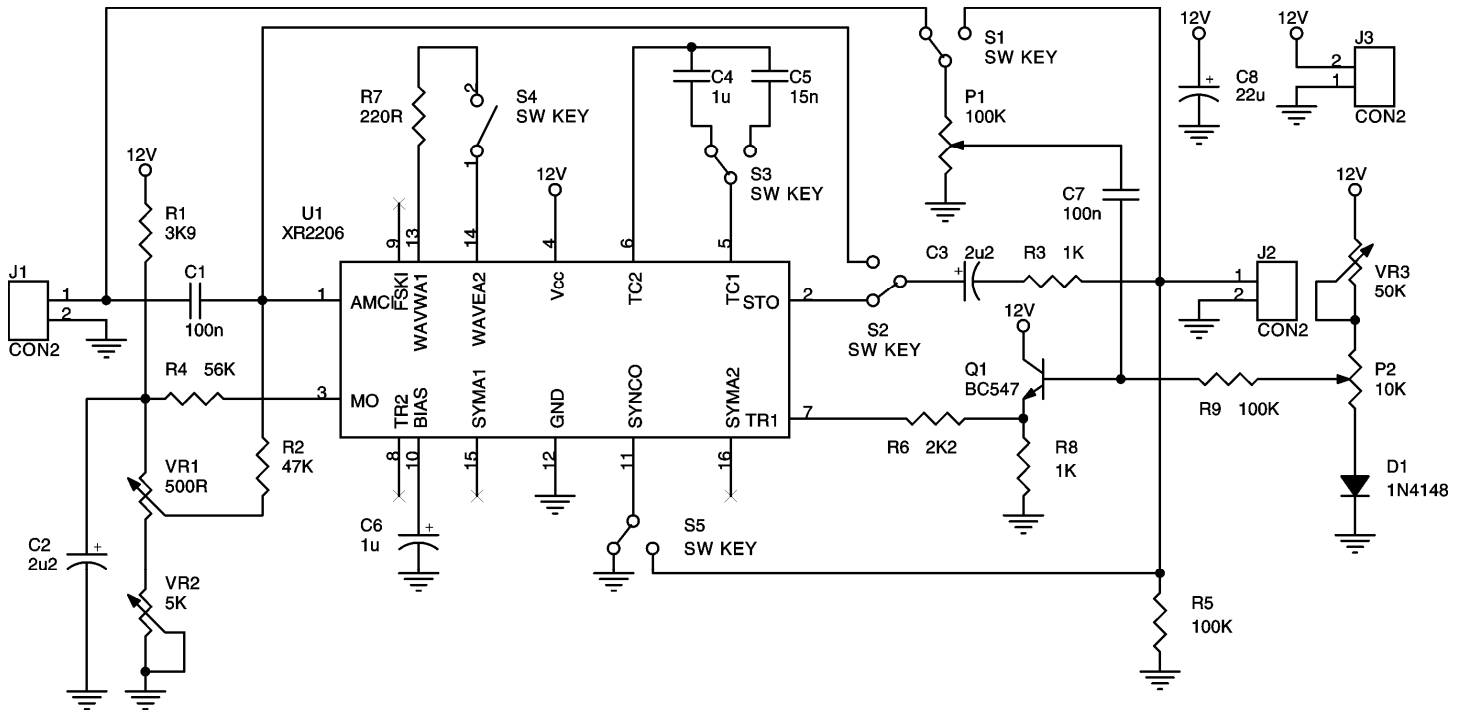 12V
12V
J3
S1
SW KEY
2
1
CON2
C8
22u
+
R7
220R
2
S4
SW KEY
1
C4
1u
C5
15n
P1
100K
S3
SW KEY
12V
R1
3K9
U1
XR2206
12V
C7
100n
12V
9
13
14
4
6
5
VR3
50K
J1
1
2
CON2
C1
100n
1
AMCI
FSKI
WAVWA1
WAVEA2
Vcc
TC2
TC1
STO
2
C3
2u2
+
R3
1K
1
2
J2
CON2
S2
SW KEY
12V
Q1
BC547
P2
10K
R4
56K
3
MO
TR2
BIAS
SYMA1
GND
SYNCO
SYMA2
TR1
7
R6
2K2
R9
100K
R2
47K
8
10
15
12
11
16
R8
1K
D1
1N4148
VR1
500R
C6
1u
+
S5
SW KEY
C2
2u2
+
VR2
5K
R5
100K